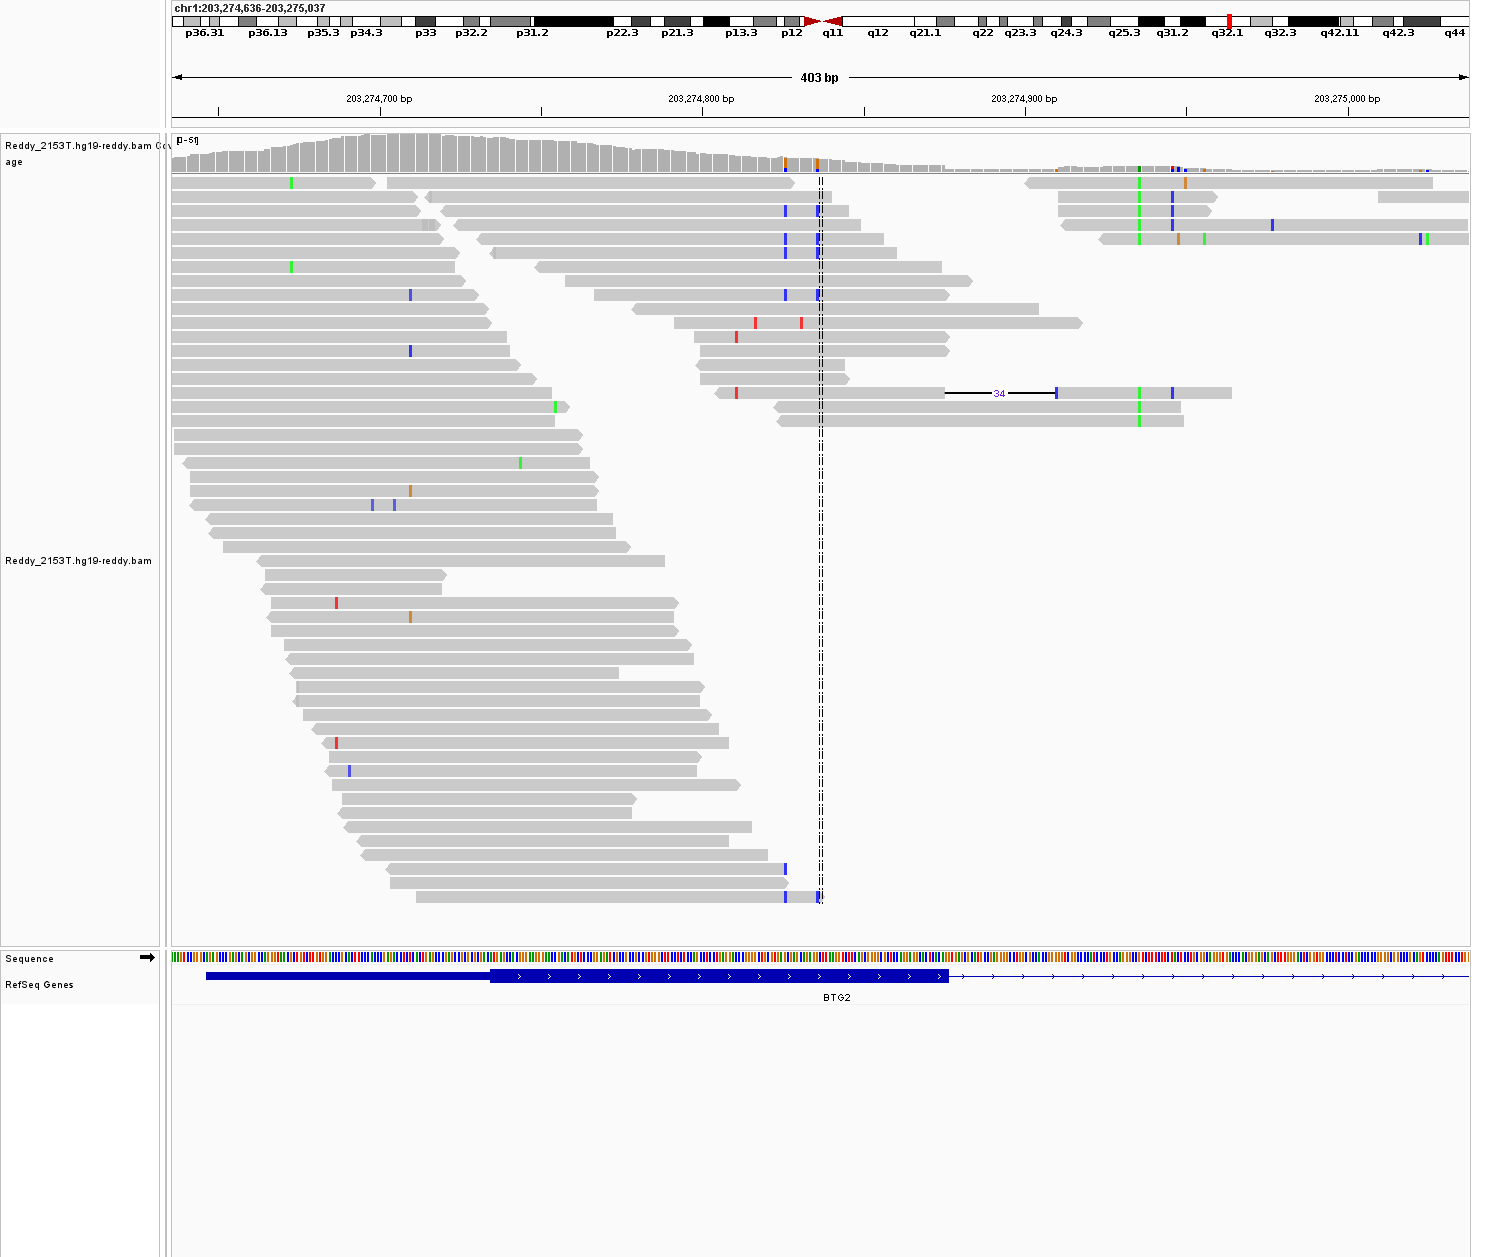 chr1:203,274,636-203,275,037
p36.31 p36.13 p35.3 p34.3 p33 p32.2 p31.2 p22.3 p21.3 p13.3 p12 q11 q12 q21.1 q22 q23.3 q24.3 q25.3 q31.2 q32.1 q32.3 q42.11 q42.3 q44
403 bp
203,274,700 bp 203,274,800 bp 203,274,900 bp 203,275,000 bp
[0-51]
Reddy_2153T.hg19-reddy.bam Cov
age
34
Reddy_2153T.hg19-reddy.bam
Sequence
RefSeq Genes
BTG2